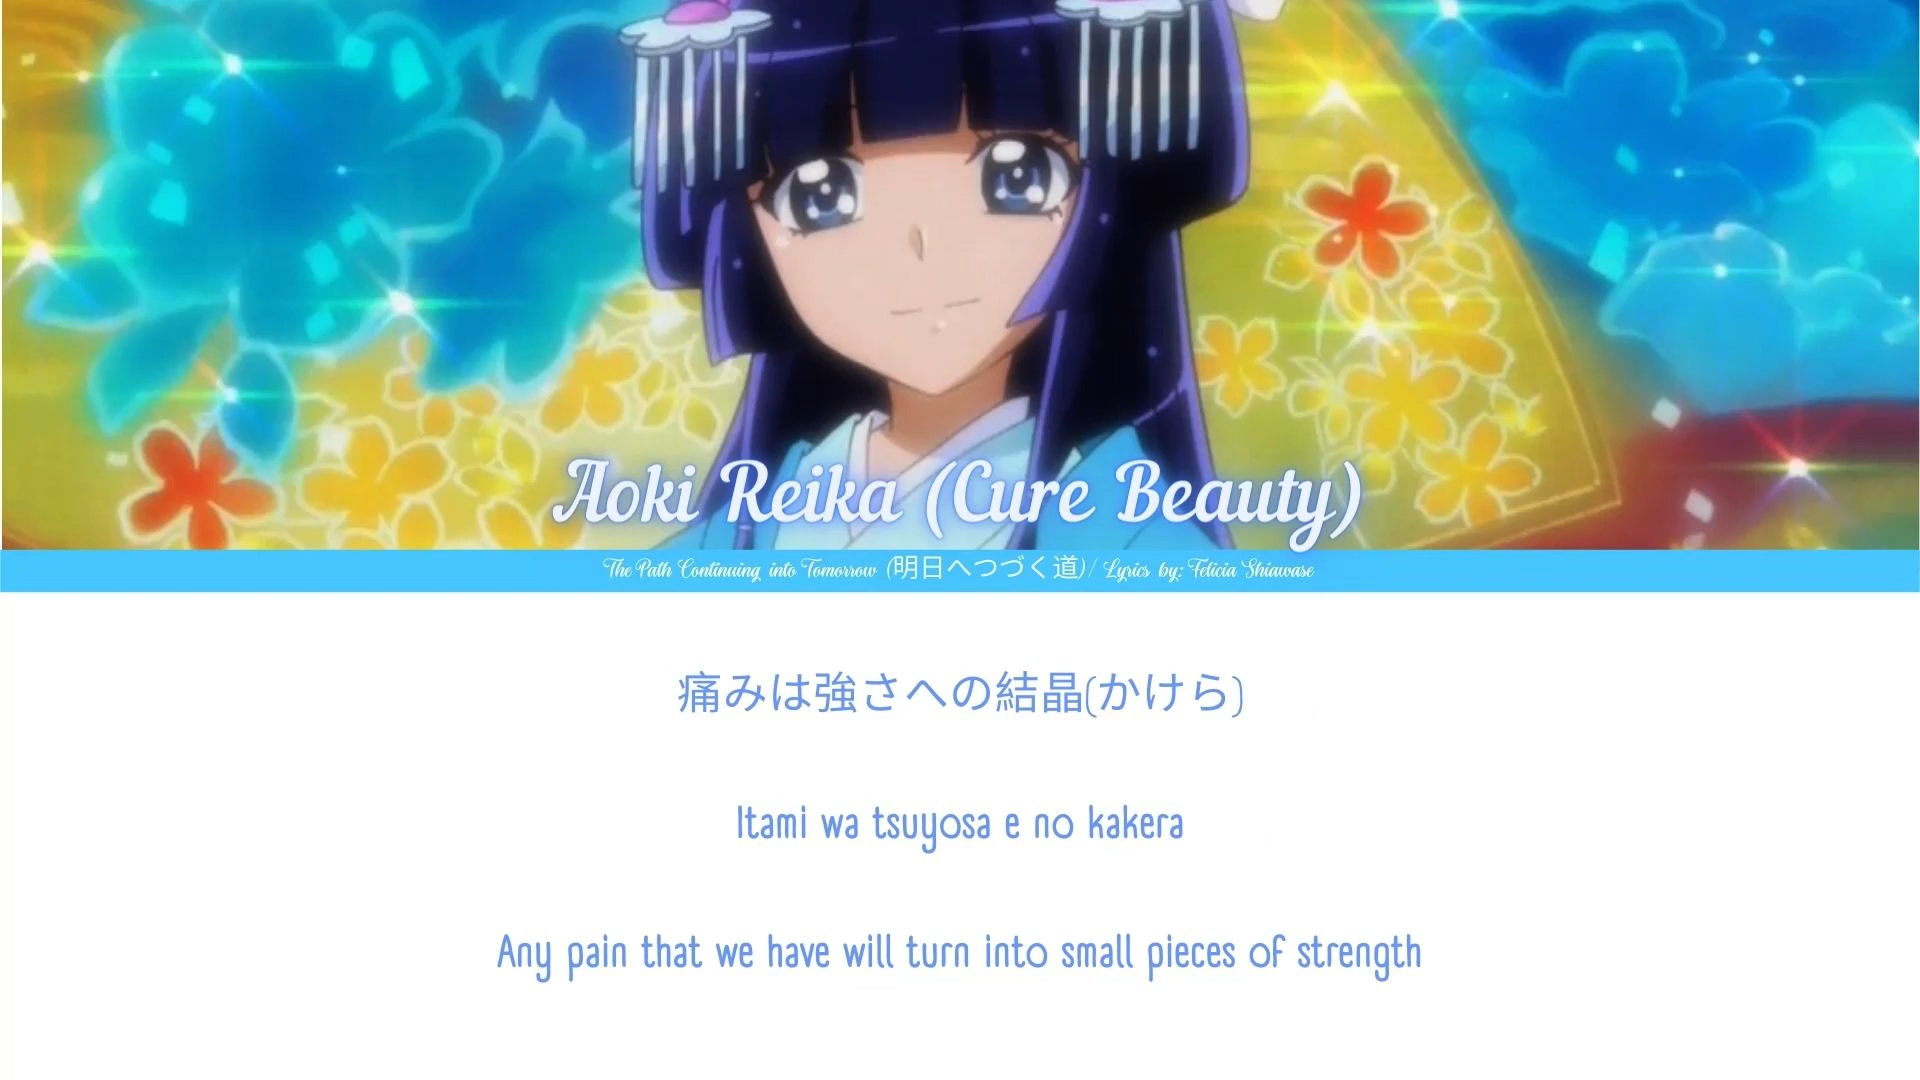 Aoki Reika (Cure Beauty)
The Path Continuing into Tomorrow (明日へつづく道)/ Lyrics by: Felicia Shiawase
痛みは強さへの結晶(かけら)
Itami wa tsuyosa e no kakera
Any pain that we have will turn into small pieces of strength